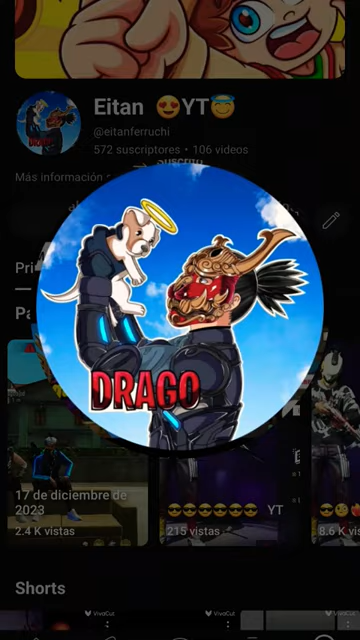 Eitan 😍YT😇
@eitanferruchi
572 suscriptores • 106 videos
Más información
Pri
DRAGO
17 de diciembre de
2023
2.4 K vistas
😎😎😎😎😎😎 YT
215 vistas
8.6 K vis
Shorts
VivaCut
VivaCut
VivaCut